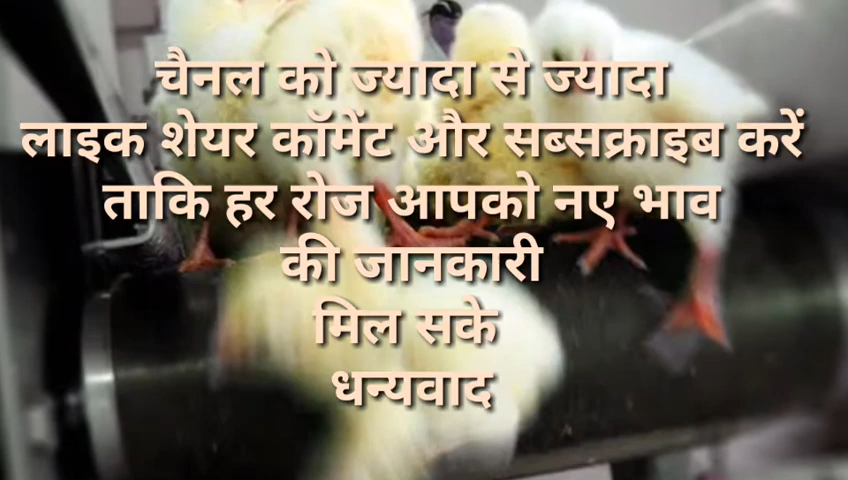 चैनल को ज्यादा से ज्यादा
लाइक शेयर कॉमेंट और सब्सक्राइब करें
ताकि हर रोज आपको नए भाव
की जानकारी
मिल सके
धन्यवाद